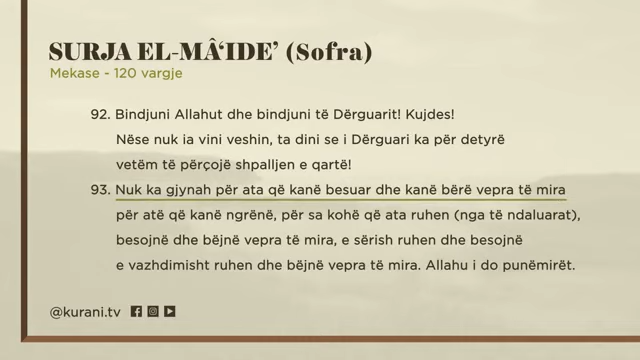 SURJA EL-MÂ‘IDE’ (Sofra)
Mekase - 120 vargje
92. Bindjuni Allahut dhe bindjuni të Dërguarit! Kujdes!
Nëse nuk ia vini veshin, ta dini se i Dërguari ka për detyrë
vetëm të përçojë shpalljen e qartë!
93. Nuk ka gjynah për ata që kanë besuar dhe kanë bërë vepra të mira
për atë që kanë ngrënë, për sa kohë që ata ruhen (nga të ndaluarat),
besojnë dhe bëjnë vepra të mira, e sërish ruhen dhe besojnë
e vazhdimisht ruhen dhe bëjnë vepra të mira. Allahu i do punëmirët.
@kurani.tv